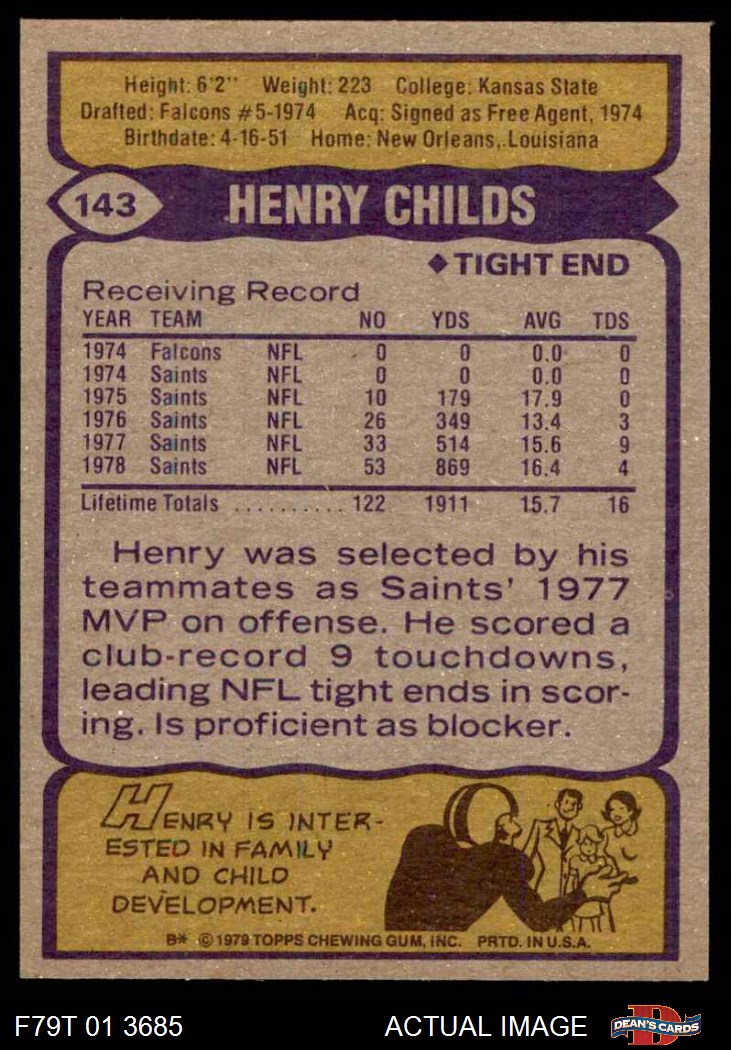 Height: 6'2" Weight: 223 College: Kansas State
Drafted: Falcons #5-1974 Acq: Signed as Free Agent, 1974
Birthdate: 4-16-51 Home: New Orleans, Louisiana
143 HENRY CHILDS
◆TIGHT END
Receiving Record
YEAR TEAM NO YDS AVG TDS
1974 Falcons NFL 0 0 0.0 0
1974 Saints NFL 0 0 0.0 0
1975 Saints NFL 10 179 17.9 0
1976 Saints NFL 26 349 13.4 3
1977 Saints NFL 33 514 15.6 9
1978 Saints NFL 53 869 16.4 4
Lifetime Totals .......... 122 1911 15.7 16
Henry was selected by his
teammates as Saints' 1977
MVP on offense. He scored a
club-record 9 touchdowns,
leading NFL tight ends in scor-
ing. Is proficient as blocker.
HENRY IS INTER-
ESTED IN FAMILY
AND CHILD
DEVELOPMENT.
B* © 1979 TOPPS CHEWING GUM, INC. PRTD. IN U.S.A.
F79T 01 3685 ACTUAL IMAGE DEAN'S CARDS